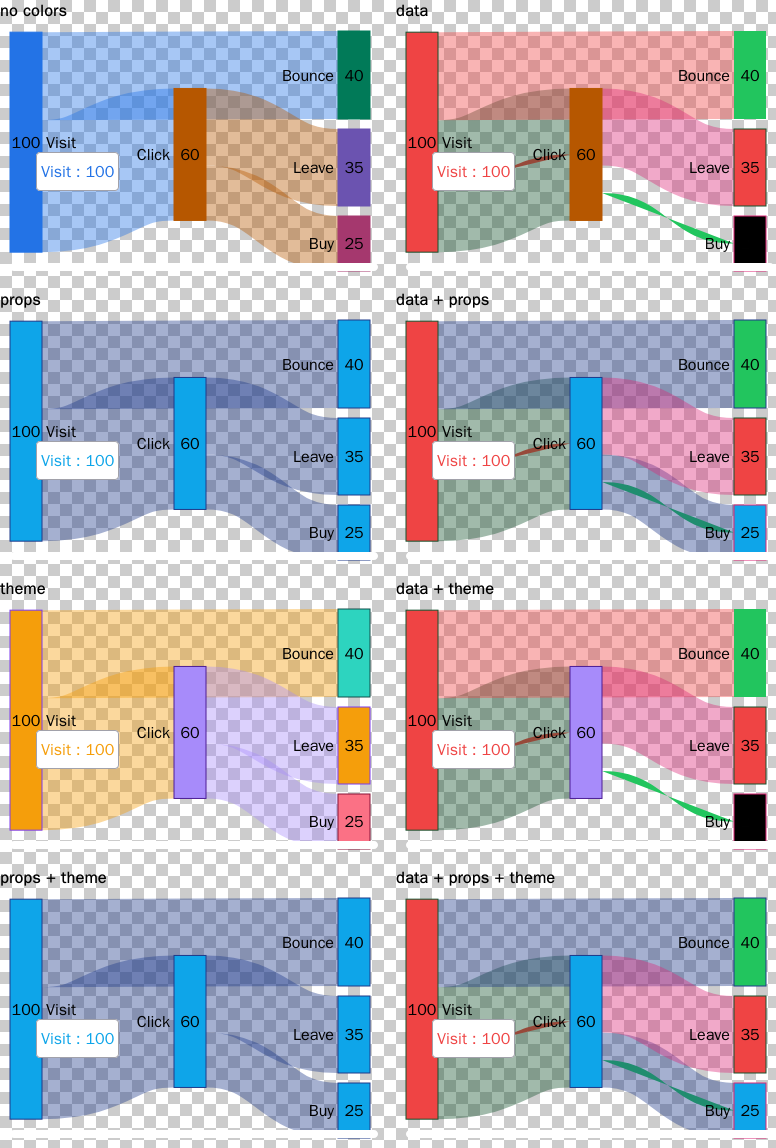 no colors
Bounce 40
100 Visit
Click 60
Visit : 100
Leave 35
Buy 25
data
Bounce 40
100 Visit
Click 60
Visit : 100
Leave 35
Buy
props
Bounce 40
100 Visit
Click 60
Visit : 100
Leave 35
Buy 25
data + props
Bounce 40
100 Visit
Click 60
Visit : 100
Leave 35
Buy 25
theme
Bounce 40
100 Visit
Click 60
Visit : 100
Leave 35
Buy 25
data + theme
Bounce 40
100 Visit
Click 60
Visit : 100
Leave 35
Buy
props + theme
Bounce 40
100 Visit
Click 60
Visit : 100
Leave 35
Buy 25
data + props + theme
Bounce 40
100 Visit
Click 60
Visit : 100
Leave 35
Buy 25